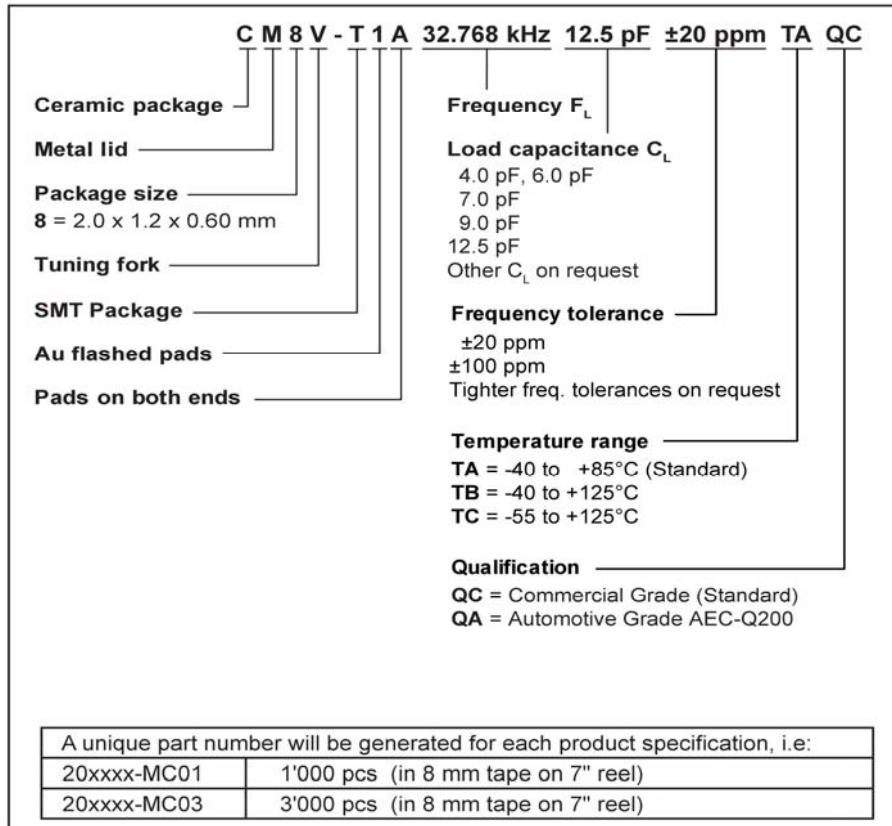 C M 8 V - T 1 A 32.768 kHz 12.5 pF ±20 ppm TA QC
Ceramic package
Metal lid
Package size
8 = 2.0 x 1.2 x 0.60 mm
Tuning fork
SMT Package
Au flashed pads
Pads on both ends
Frequency FL
Load capacitance CL
4.0 pF, 6.0 pF
7.0 pF
9.0 pF
12.5 pF
Other CL on request
Frequency tolerance
±20 ppm
±100 ppm
Tighter freq. tolerances on request
Temperature range
TA = -40 to +85°C (Standard)
TB = -40 to +125°C
TC = -55 to +125°C
Qualification
QC = Commercial Grade (Standard)
QA = Automotive Grade AEC-Q200
A unique part number will be generated for each product specification, i.e:
20xxxx-MC01 1'000 pcs (in 8 mm tape on 7" reel)
20xxxx-MC03 3'000 pcs (in 8 mm tape on 7" reel)